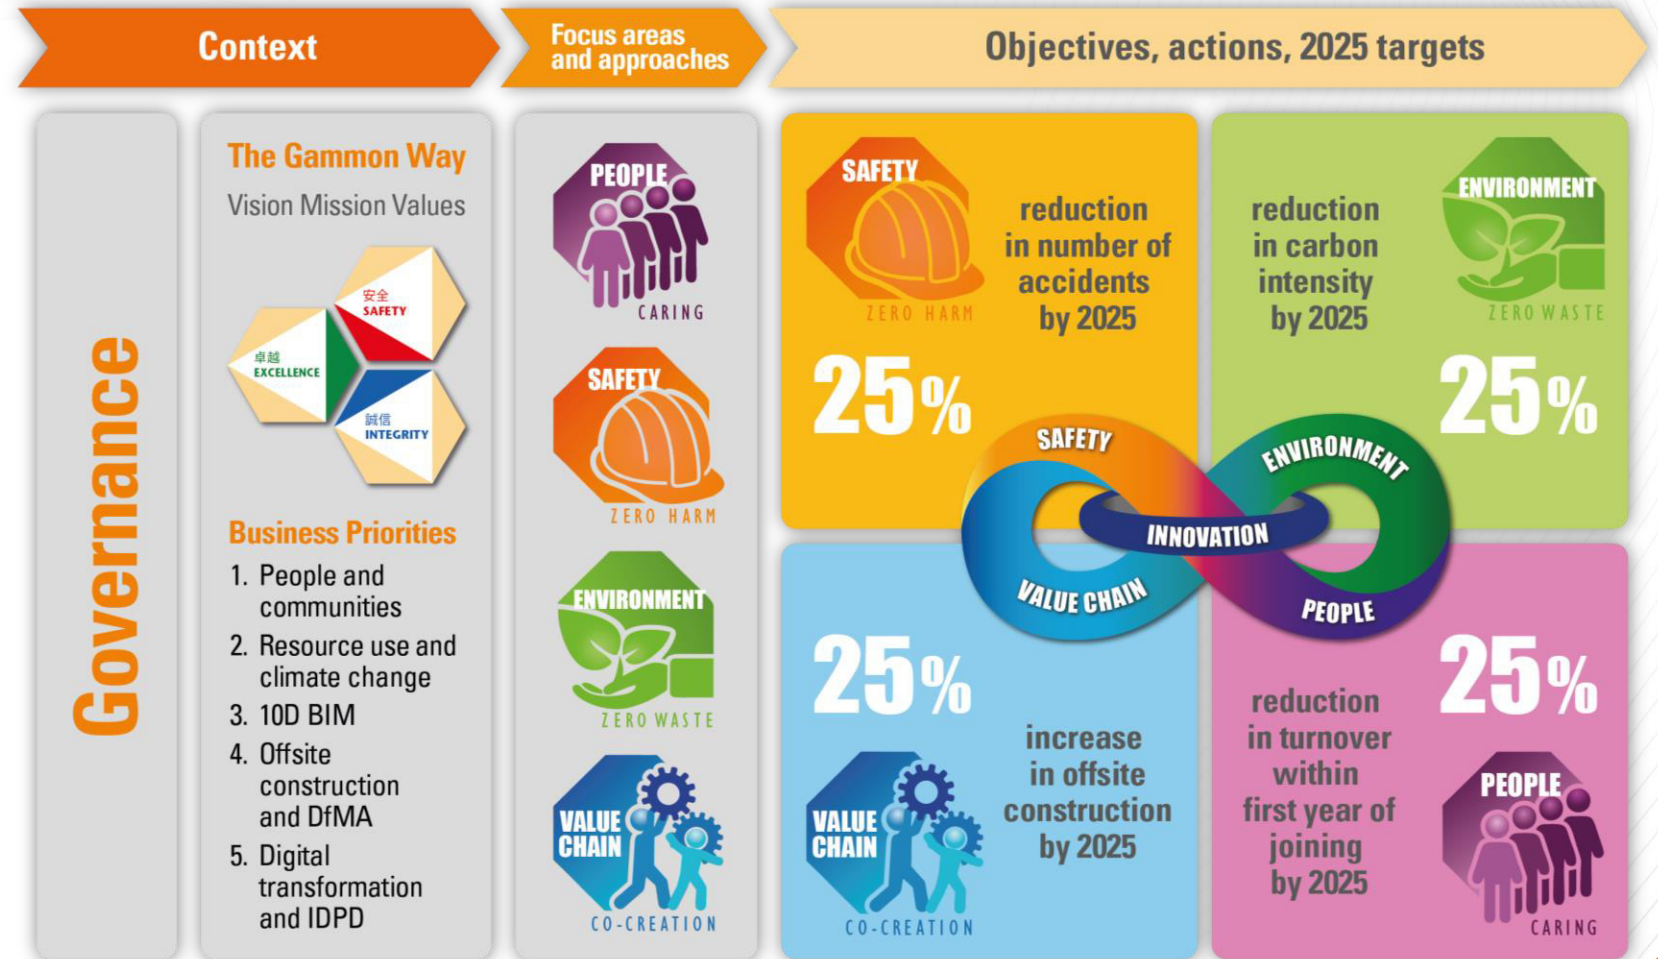 Context
Focus areas
and approaches
Objectives, actions, 2025 targets
Governance
The Gammon Way
Vision Mission Values
安全
SAFETY
卓越
EXCELLENCE
誠信
INTEGRITY
Business Priorities
1. People and
communities
2. Resource use and
climate change
3. 10D BIM
4. Offsite
construction
and DfMA
5. Digital
transformation
and IDPD
PEOPLE
CARING
SAFETY
ZERO HARM
ENVIRONMENT
ZERO WASTE
VALUE
CHAIN
CO-CREATION
SAFETY
ZERO HARM
reduction
in number of
accidents
by 2025
25%
reduction
in carbon
intensity
by 2025
ENVIRONMENT
ZERO WASTE
25%
SAFETY
ENVIRONMENT
INNOVATION
VALUE CHAIN
PEOPLE
25%
increase
in offsite
construction
by 2025
VALUE
CHAIN
CO-CREATION
25%
reduction
in turnover
within
first year of
joining
by 2025
PEOPLE
CARING